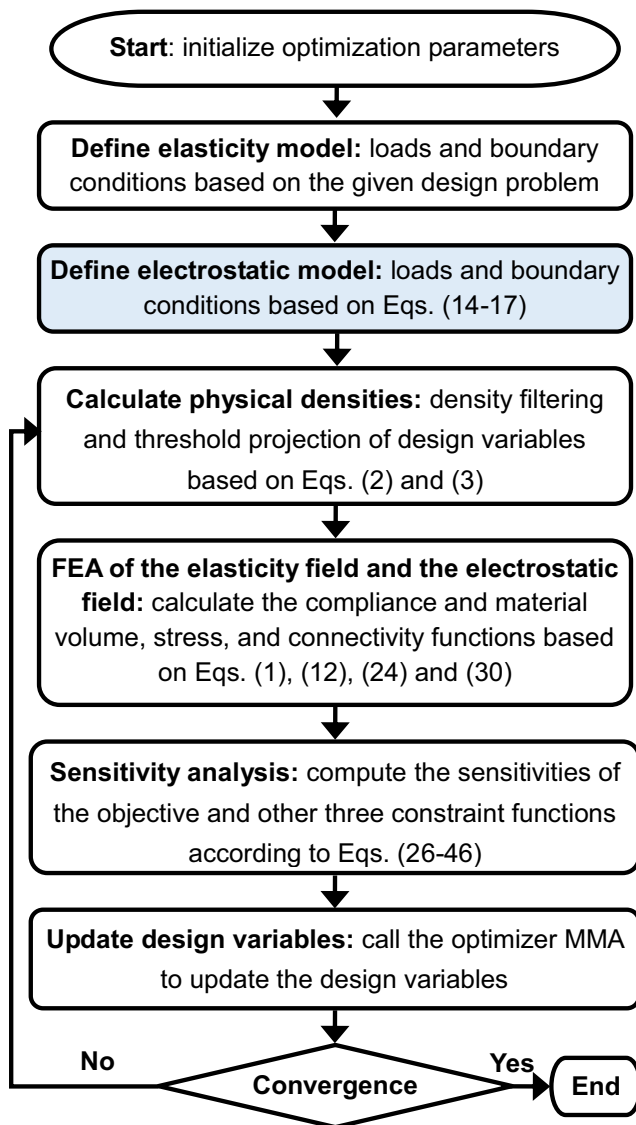 Start: initialize optimization parameters
Define elasticity model: loads and boundary
conditions based on the given design problem
Define electrostatic model: loads and boundary
conditions based on Eqs. (14-17)
Calculate physical densities: density filtering
and threshold projection of design variables
based on Eqs. (2) and (3)
FEA of the elasticity field and the electrostatic
field: calculate the compliance and material
volume, stress, and connectivity functions based
on Eqs. (1), (12), (24) and (30)
Sensitivity analysis: compute the sensitivities of
the objective and other three constraint functions
according to Eqs. (26-46)
Update design variables: call the optimizer MMA
to update the design variables
No
Yes
Convergence
End